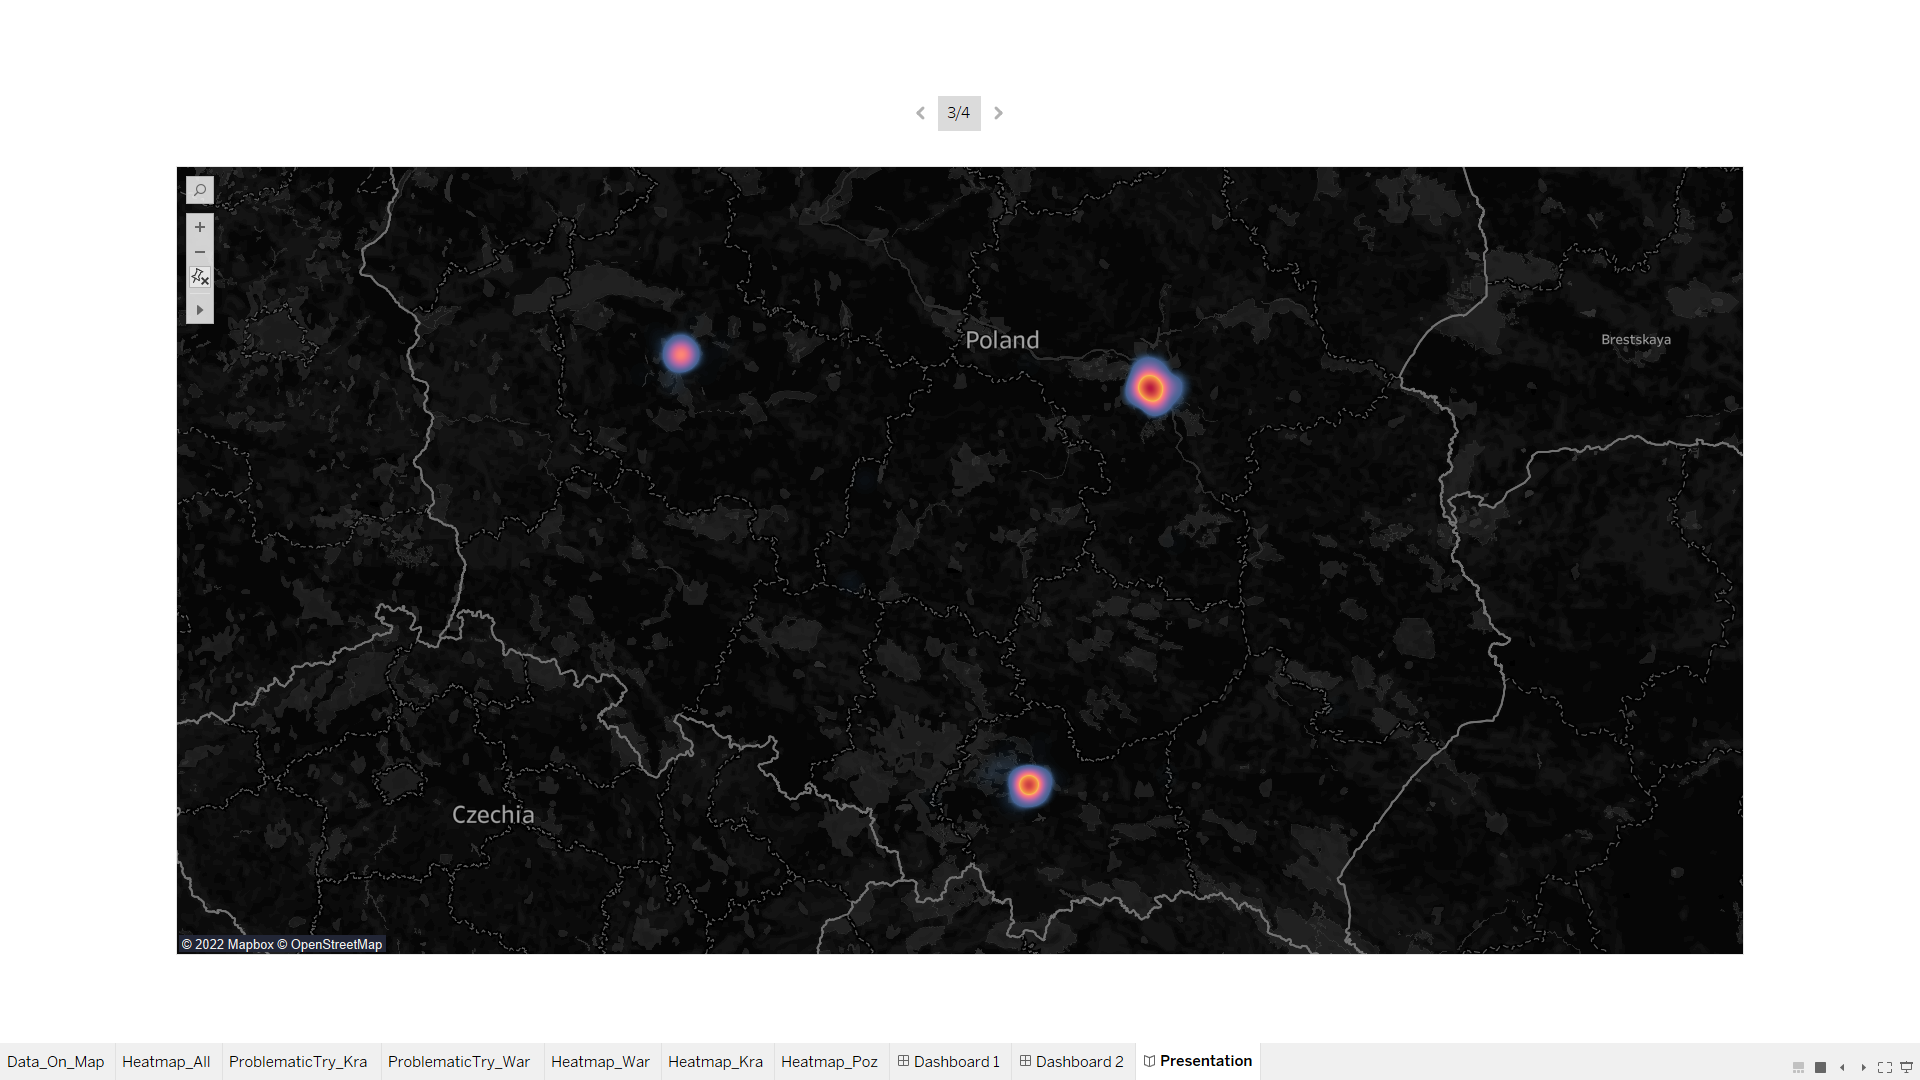 3/4
Poland
Brestskaya
Czechia
© 2022 Mapbox © OpenStreetMap
Data_On_Map Heatmap_All ProblematicTry_Kra ProblematicTry_War Heatmap_War Heatmap_Kra Heatmap_Poz Dashboard 1 Dashboard 2 Presentation